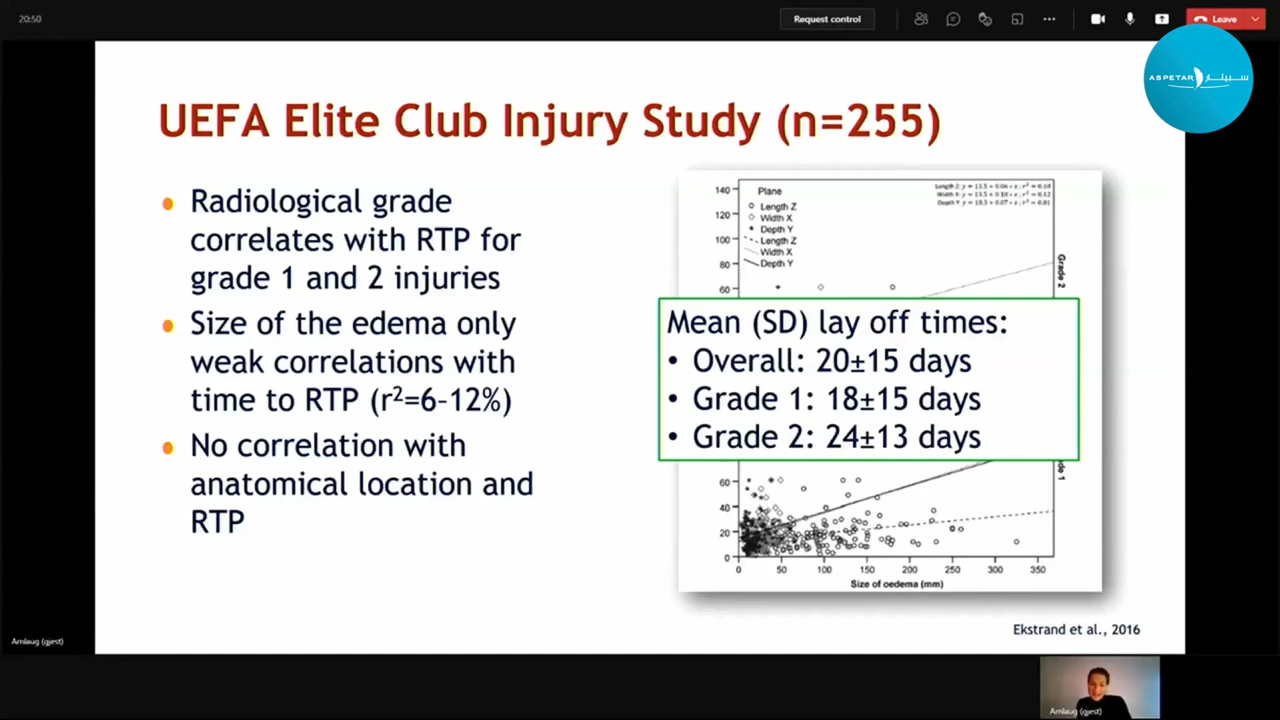 20:50
Request control
Leave
ASPETAR سبيتار
UEFA Elite Club Injury Study (n=255)
• Radiological grade
correlates with RTP for
grade 1 and 2 injuries
• Size of the edema only
weak correlations with
time to RTP (r²=6–12%)
• No correlation with
anatomical location and
RTP
140
120
100
80
60
Plane
Length Z
Width X
Depth Y
Length Z
Width X
Depth Y
Grade 2
Mean (SD) lay off times:
• Overall: 20±15 days
• Grade 1: 18±15 days
• Grade 2: 24±13 days
60
40
20
0
0 50 100 150 200 250 300 350
Size of oedema (mm)
Ekstrand et al., 2016
Arnlaug (gjest)
Arnlaug (gjest)